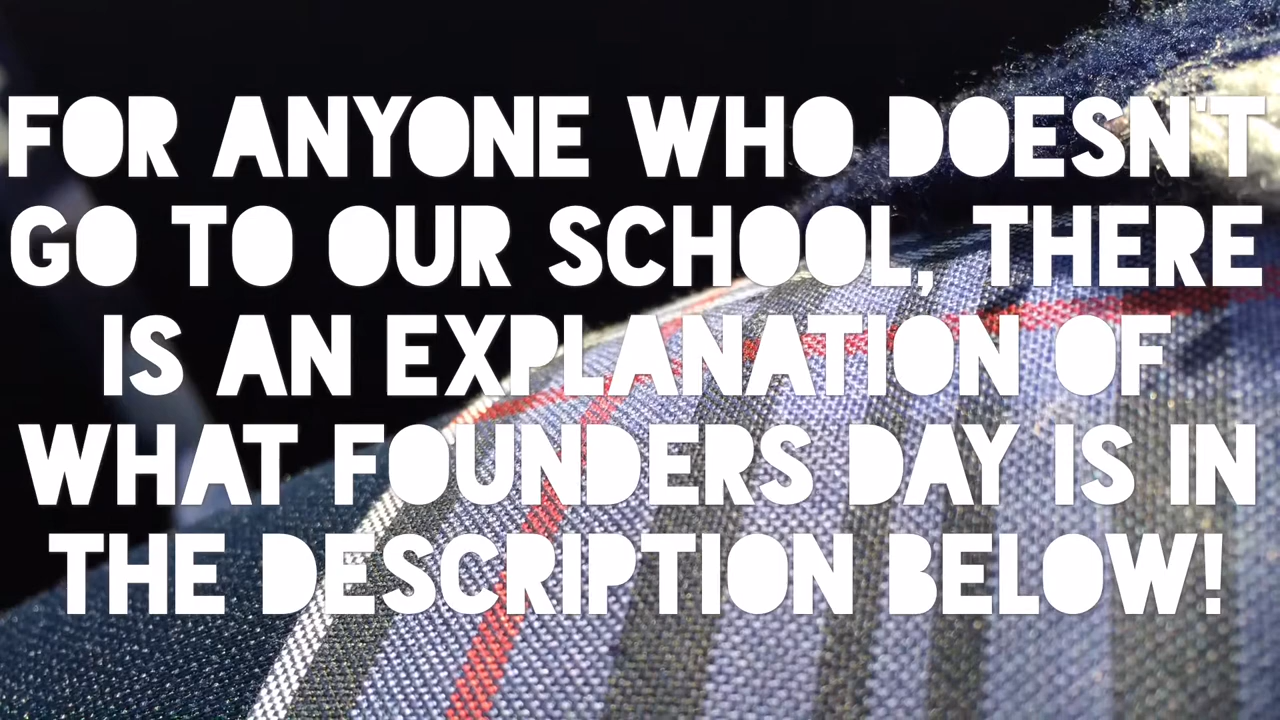 FOR ANYONE WHO DOESN'T
GO TO OUR SCHOOL, THERE
IS AN EXPLANATION OF
WHAT FOUNDERS DAY IS IN
THE DESCRIPTION BELOW!